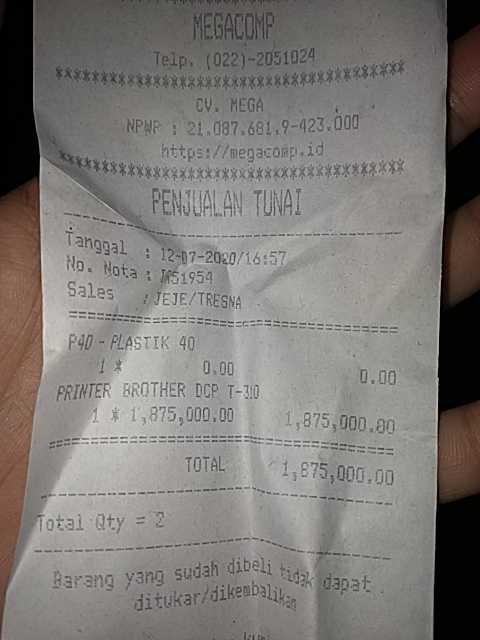 MEGACOMP
Telp. (022)-2051024
****************************************
CV. MEGA
NPWP : 21.087.681.9-423.000
https://megacomp.id
****************************************
PENJUALAN TUNAI
----------------------------------------
Tanggal : 12-07-2020/16:57
No. Nota : MS1954
Sales : JEJE/TRESNA
========================================
P40 - PLASTIK 40
1 * 0.00 0.00
PRINTER BROTHER DCP T-310
1 * 1,875,000.00 1,875,000.00
========================================
TOTAL 1,875,000.00
----------------------------------------
Total Qty = 2
----------------------------------------
Barang yang sudah dibeli tidak dapat
ditukar/dikembalikan